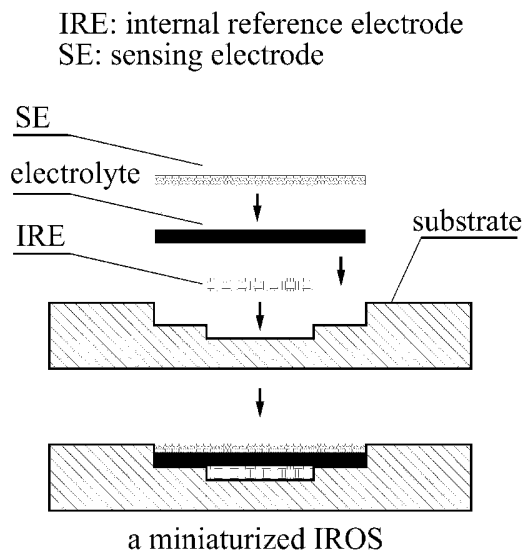 IRE: internal reference electrode
SE: sensing electrode
SE
electrolyte
IRE
substrate
a miniaturized IROS